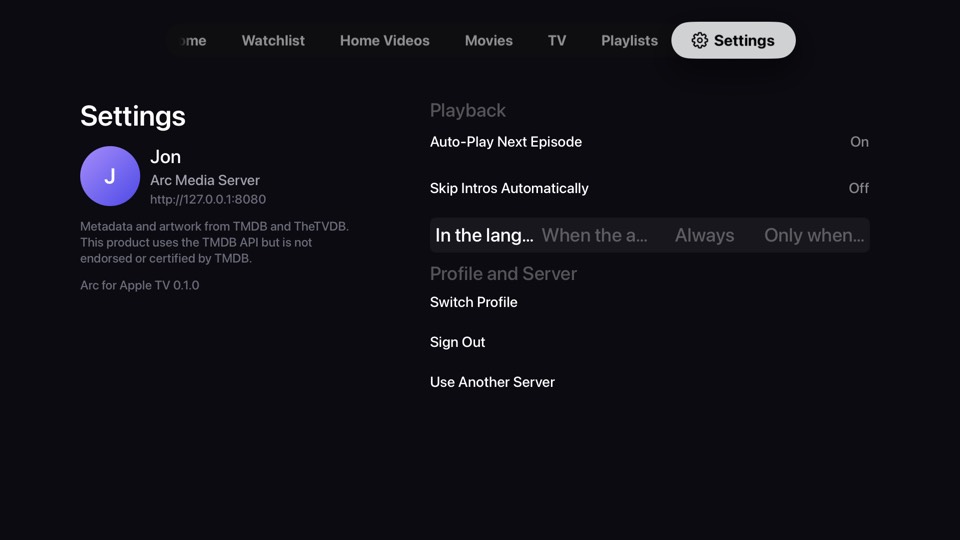 ome Watchlist Home Videos Movies TV Playlists Settings
Settings
J
Jon
Arc Media Server
http://127.0.0.1:8080
Metadata and artwork from TMDB and TheTVDB.
This product uses the TMDB API but is not
endorsed or certified by TMDB.
Arc for Apple TV 0.1.0
Playback
Auto-Play Next Episode On
Skip Intros Automatically Off
In the lang... When the a... Always Only when...
Profile and Server
Switch Profile
Sign Out
Use Another Server